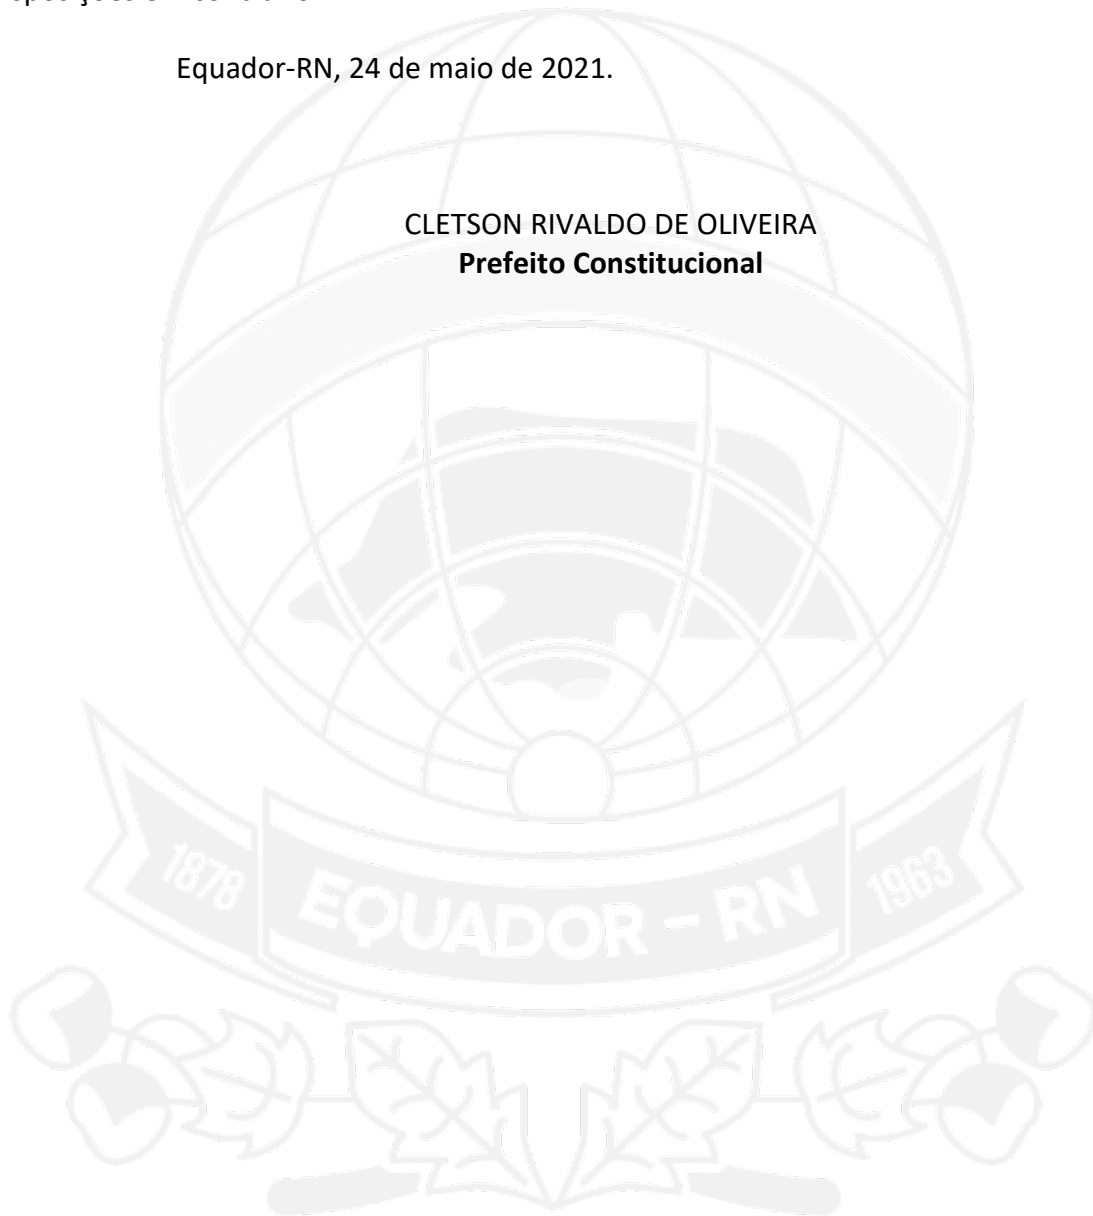 Equador-RN, 24 de maio de 2021.
CLETSON RIVALDO DE OLIVEIRA
Prefeito Constitucional
1878
EQUADOR - RN
1963